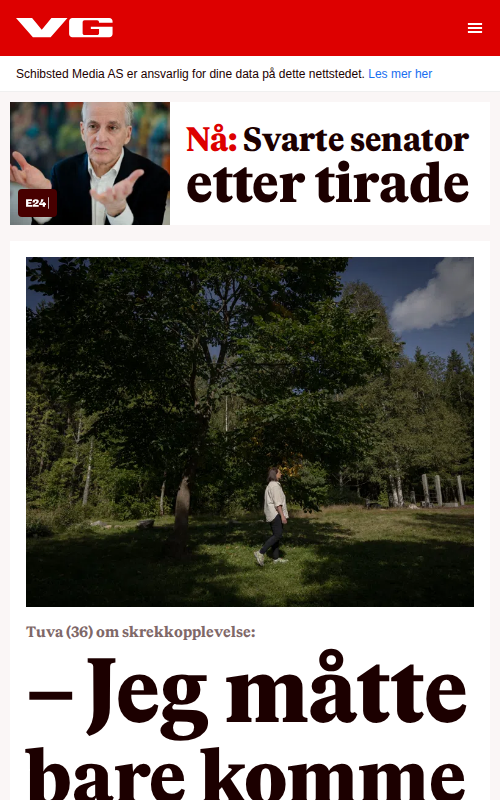 VG
Schibsted Media AS er ansvarlig for dine data på dette nettstedet. Les mer her
Nå: Svarte senator
etter tirade
E24
Tuva (36) om skrekkopplevelse:
– Jeg måtte
bare komme